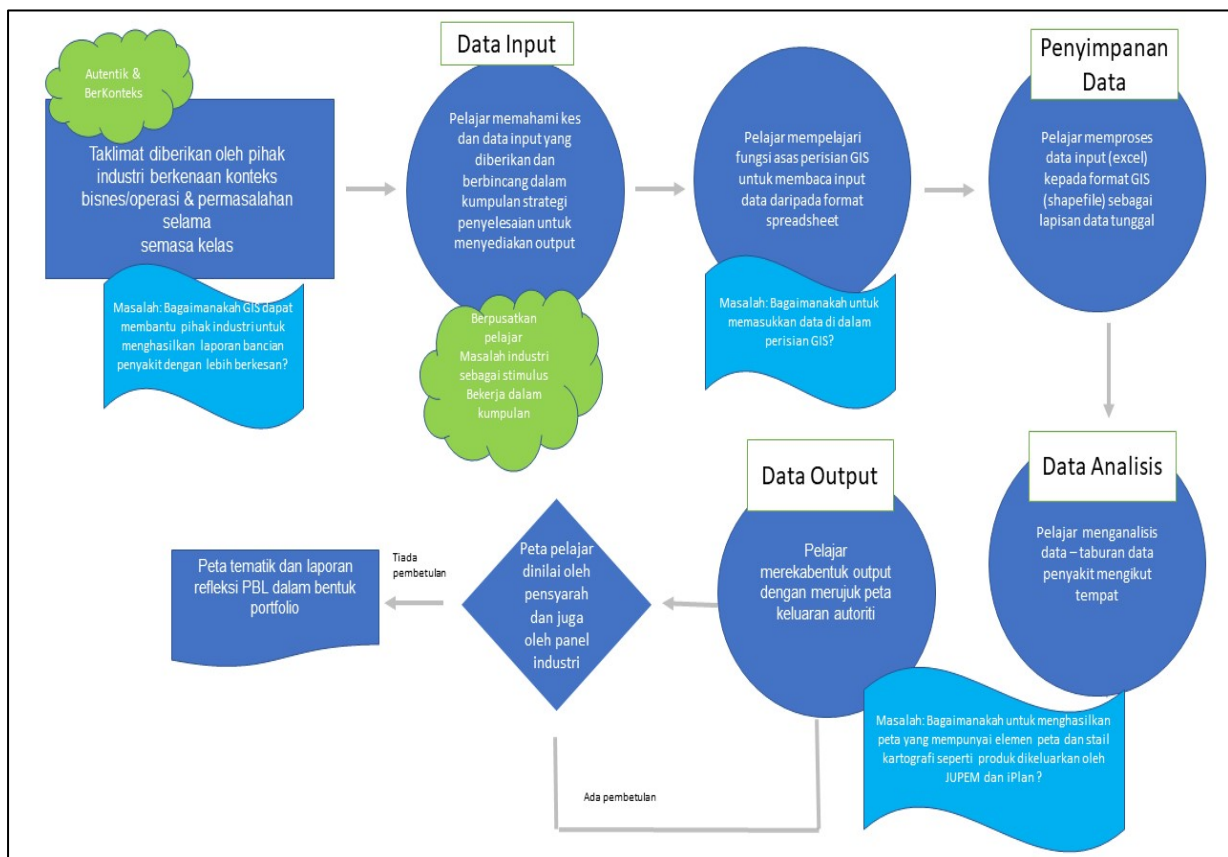 Autentik &
BerKonteks
Taklimat diberikan oleh pihak
industri berkenaan konteks
bisnes/operasi & permasalahan
selama
semasa kelas
Masalah: Bagaimanakah GIS dapat
membantu pihak industri untuk
menghasilkan laporan bancian
penyakit dengan lebih berkesan?
Data Input
Pelajar memahami kes
dan data input yang
diberikan dan
berbincang dalam
kumpulan strategi
penyelesaian untuk
menyediakan output
Berpusatkan
pelajar
Masalah industri
sebagai stimulus
Bekerja dalam
kumpulan
Pelajar mempelajari
fungsi asas perisian GIS
untuk membaca input
data daripada format
spreadsheet
Masalah: Bagaimanakah untuk
memasukkan data di dalam
perisian GIS?
Penyimpanan
Data
Pelajar memproses
data input (excel)
kepada format GIS
(shapefile) sebagai
lapisan data tunggal
Data Analisis
Pelajar menganalisis
data – taburan data
penyakit mengikut
tempat
Data Output
Pelajar
merekabentuk output
dengan merujuk peta
keluaran autoriti
Masalah: Bagaimanakah untuk menghasilkan
peta yang mempunyai elemen peta dan stail
kartografi seperti produk dikeluarkan oleh
JUPEM dan iPlan ?
Peta pelajar
dinilai oleh
pensyarah
dan juga
oleh panel
industri
Tiada
pembetulan
Peta tematik dan laporan
refleksi PBL dalam bentuk
portfolio
Ada pembetulan